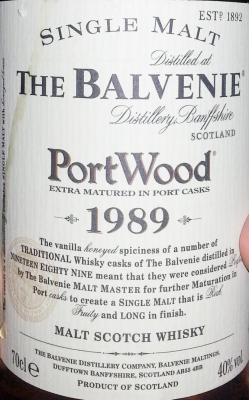 ESTD. 1892
SINGLE MALT
Distilled at
THE BALVENIE®
Distillery, Banffshire
SCOTLAND
PortWood®
EXTRA MATURED IN PORT CASKS
1989
The vanilla honeyed spiciness of a number of
TRADITIONAL Whisky casks of The Balvenie distilled in
NINETEEN EIGHTY NINE meant that they were considered
by The Balvenie MALT MASTER for further Maturation in
Port casks to create a SINGLE MALT that is Rich,
Fruity and LONG in finish.
MALT SCOTCH WHISKY
70cl e
THE BALVENIE DISTILLERY COMPANY, BALVENIE MALTINGS,
DUFFTOWN BANFFSHIRE, SCOTLAND AB55 4BB
40% vol.
PRODUCT OF SCOTLAND